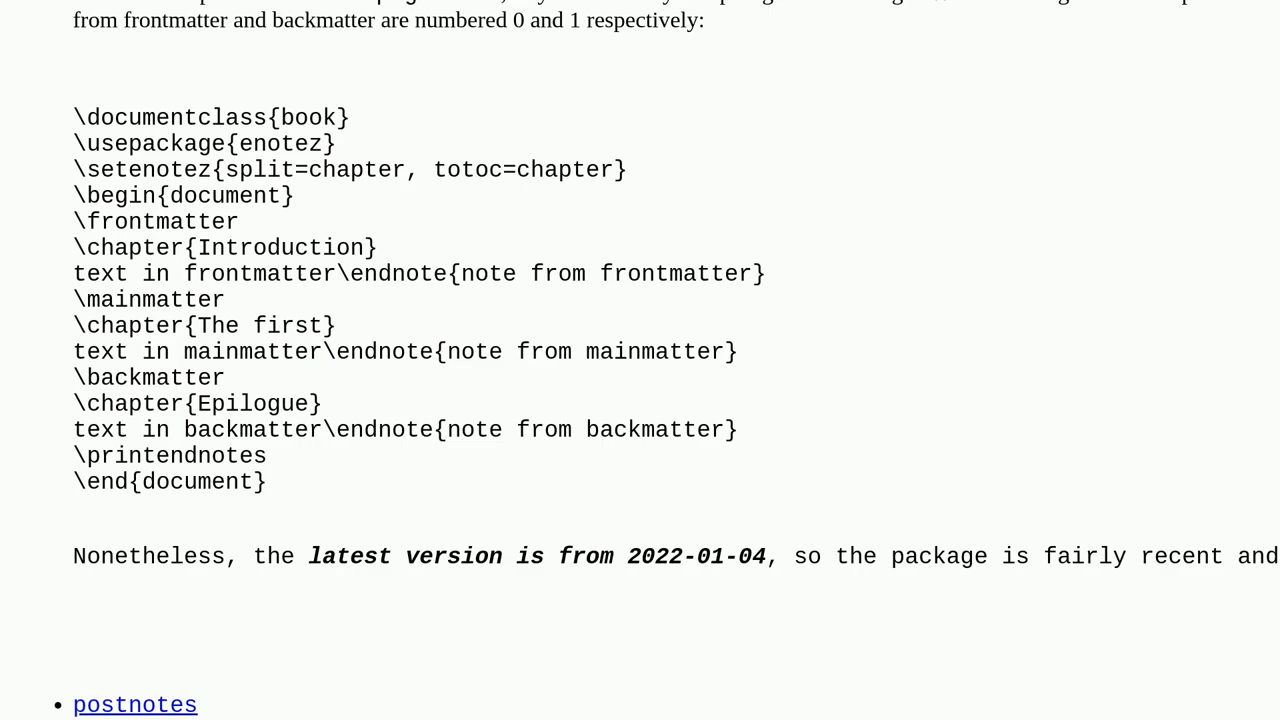 from frontmatter and backmatter are numbered 0 and 1 respectively:
\documentclass{book}
\usepackage{enotez}
\setenotez{split=chapter, totoc=chapter}
\begin{document}
\frontmatter
\chapter{Introduction}
text in frontmatter\endnote{note from frontmatter}
\mainmatter
\chapter{The first}
text in mainmatter\endnote{note from mainmatter}
\backmatter
\chapter{Epilogue}
text in backmatter\endnote{note from backmatter}
\printendnotes
\end{document}
Nonetheless, the latest version is from 2022-01-04, so the package is fairly recent and
• postnotes